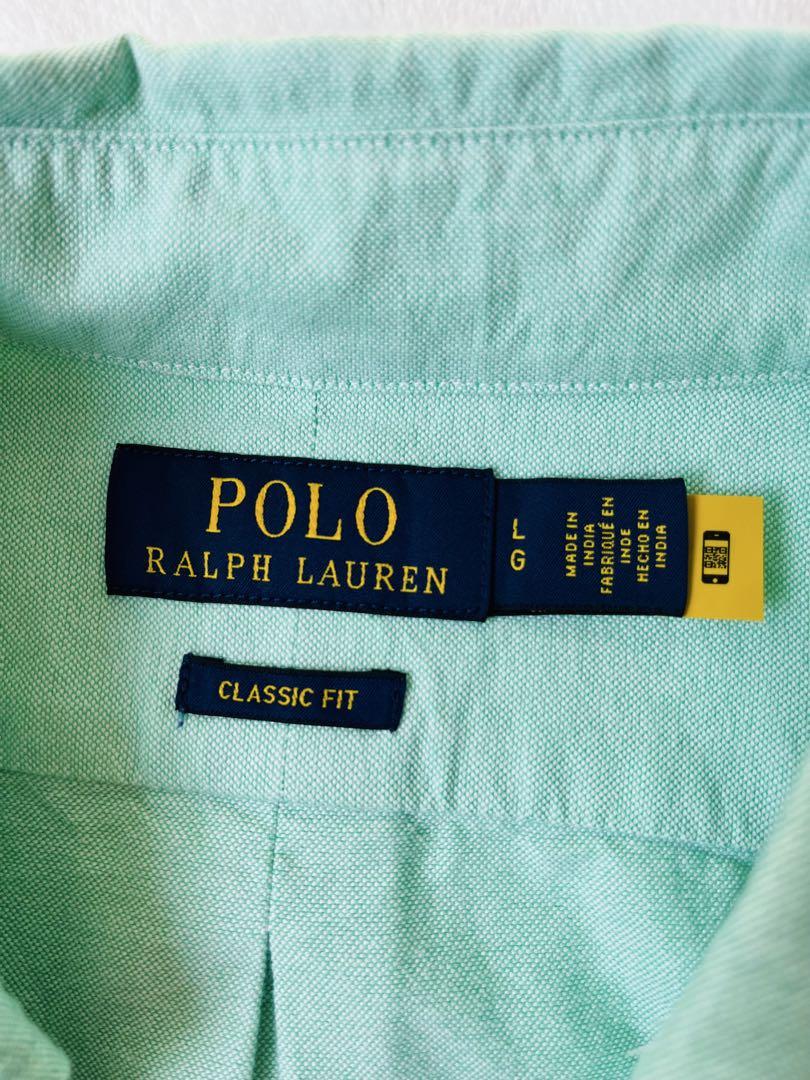 POLO
RALPH LAUREN
L
G
MADE IN
INDIA
FABRIQUÉ EN
INDE
HECHO EN
INDIA
CLASSIC FIT